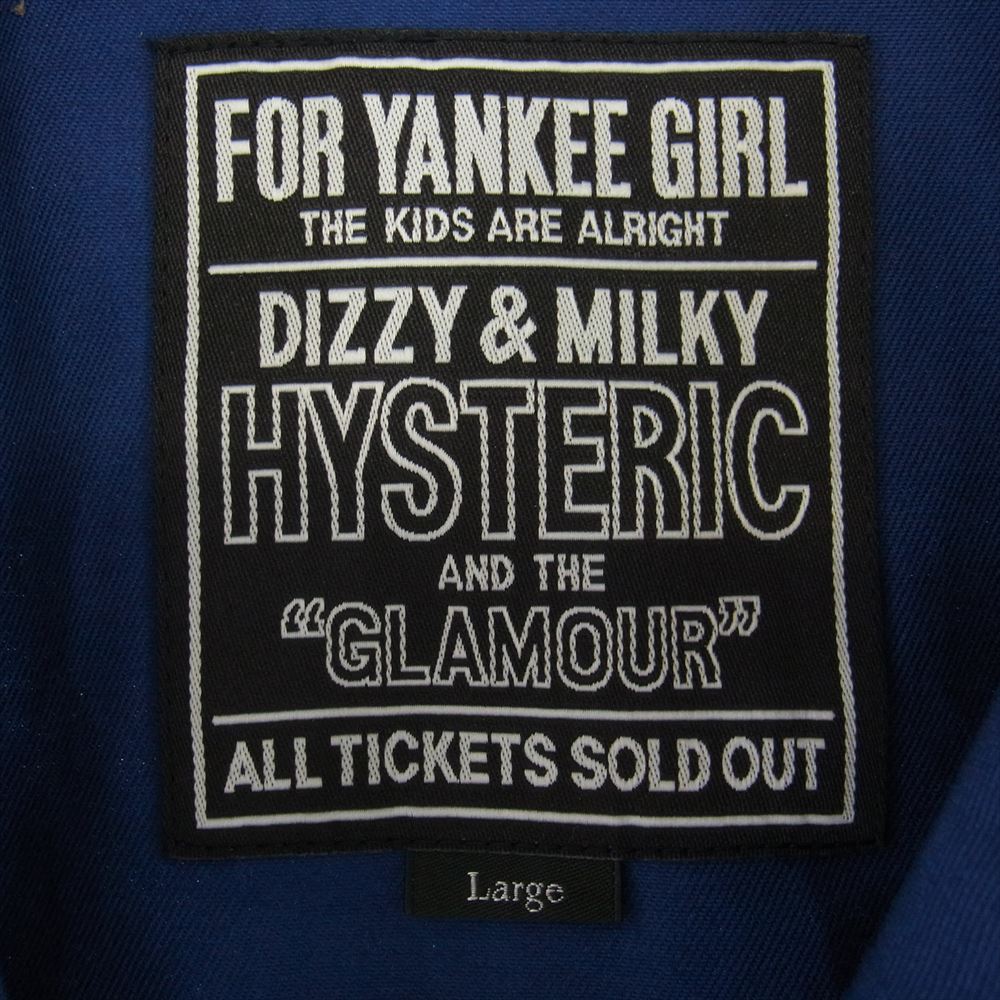 FOR YANKEE GIRL
THE KIDS ARE ALRIGHT
DIZZY & MILKY
HYSTERIC
AND THE
“GLAMOUR”
ALL TICKETS SOLD OUT
Large